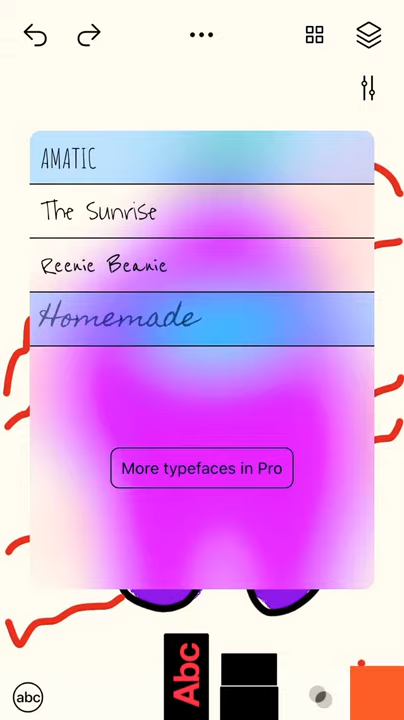 AMATIC
The Sunrise
Reenie Beanie
Homemade
More typefaces in Pro
Abc
abc